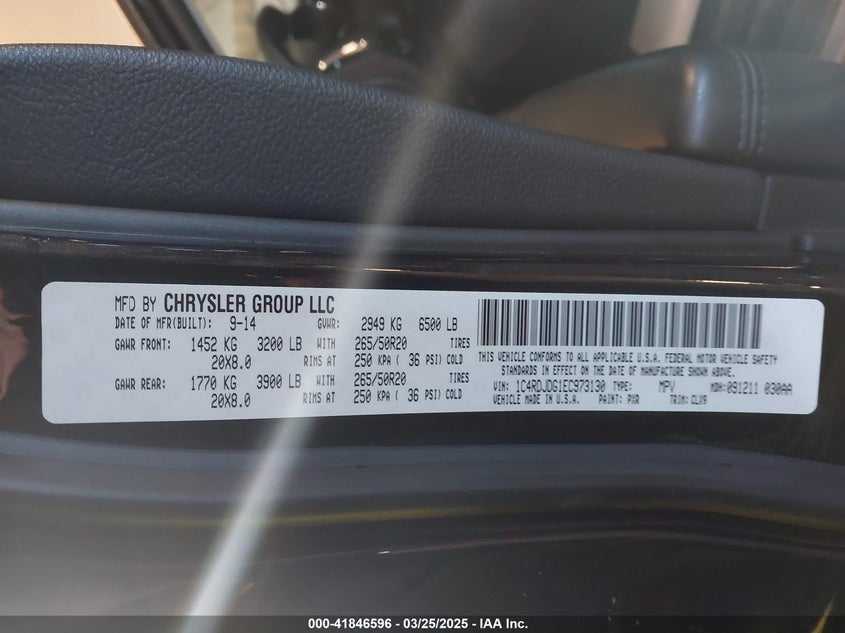 MFD BY CHRYSLER GROUP LLC
DATE OF MFR(BUILT): 9-14 GVWR: 2949 KG 6500 LB
GAWR FRONT: 1452 KG 3200 LB WITH 265/50R20 TIRES
20X8.0 RIMS AT 250 KPA ( 36 PSI) COLD
GAWR REAR: 1770 KG 3900 LB WITH 265/50R20 TIRES
20X8.0 RIMS AT 250 KPA ( 36 PSI) COLD
THIS VEHICLE CONFORMS TO ALL APPLICABLE U.S.A. FEDERAL MOTOR VEHICLE SAFETY
STANDARDS IN EFFECT ON THE DATE OF MANUFACTURE SHOWN ABOVE.
VIN: 1C4RDJDG1EC973130 TYPE: MPV MDH: 091211 030AA
VEHICLE MADE IN U.S.A. PAINT: PXR TRIM: CLX9
000-41846596 — 03/25/2025 — IAA Inc.